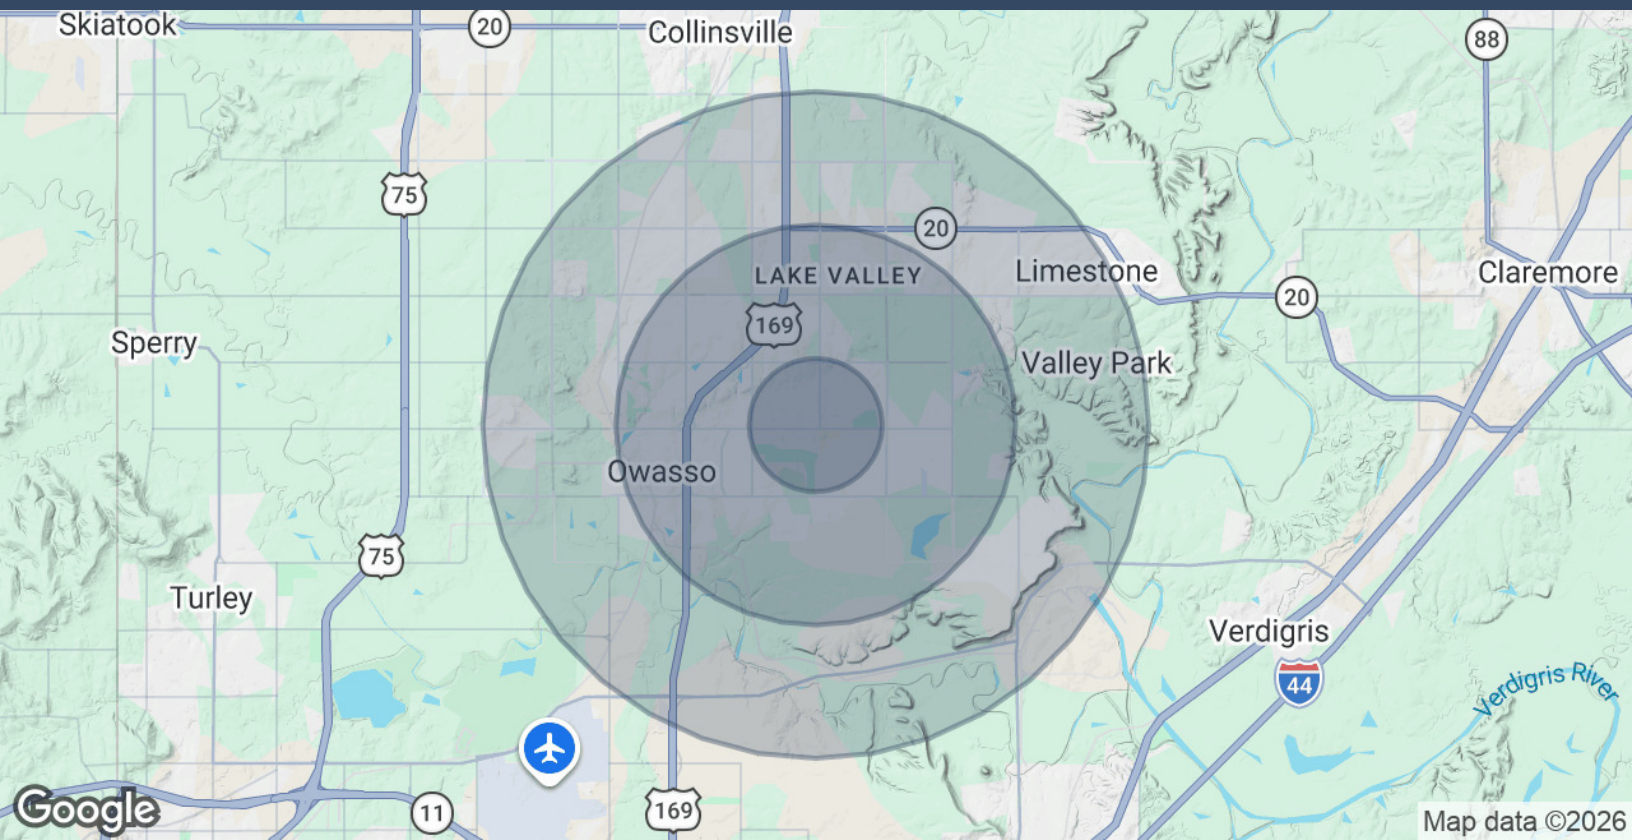 Skiatook
20
Collinsville
88
75
20
LAKE VALLEY
Limestone
Claremore
20
169
Sperry
Valley Park
Owasso
75
Turley
Verdigris
44
Verdigris River
Google
11
169
Map data ©2026